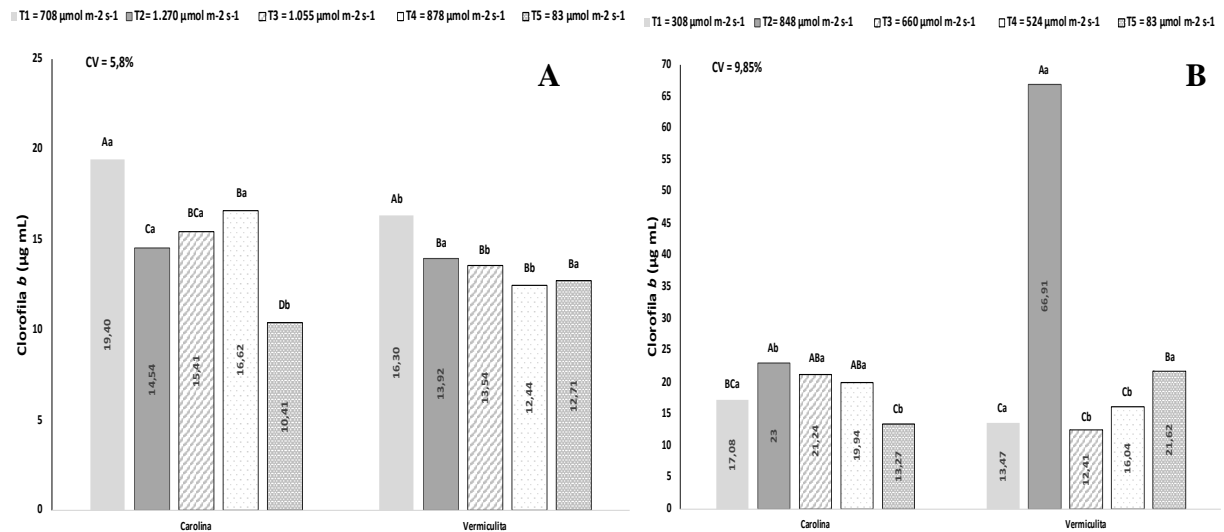 T1 = 708 µmol m-2 s-1 T2= 1.270 µmol m-2 s-1 T3 = 1.055 µmol m-2 s-1 T4 = 878 µmol m-2 s-1 T5 = 83 µmol m-2 s-1
CV = 5,8%
A
Clorofila b (µg mL)
25
20
15
10
5
0
Aa
Ca
BCa
Ba
Db
Ab
Ba
Bb
Bb
Ba
19,40
14,54
15,41
16,62
10,41
16,30
13,92
13,54
12,44
12,71
Carolina
Vermiculita
T1 = 308 µmol m-2 s-1 T2= 848 µmol m-2 s-1 T3 = 660 µmol m-2 s-1 T4 = 524 µmol m-2 s-1 T5 = 83 µmol m-2 s-1
CV = 9,85%
B
Clorofila b (µg mL)
70
65
60
55
50
45
40
35
30
25
20
15
10
5
0
BCa
Ab
ABa
ABa
Cb
Ca
Aa
Cb
Cb
Ba
17,08
23
21,24
19,94
13,27
13,47
66,91
12,41
16,04
21,62
Carolina
Vermiculita